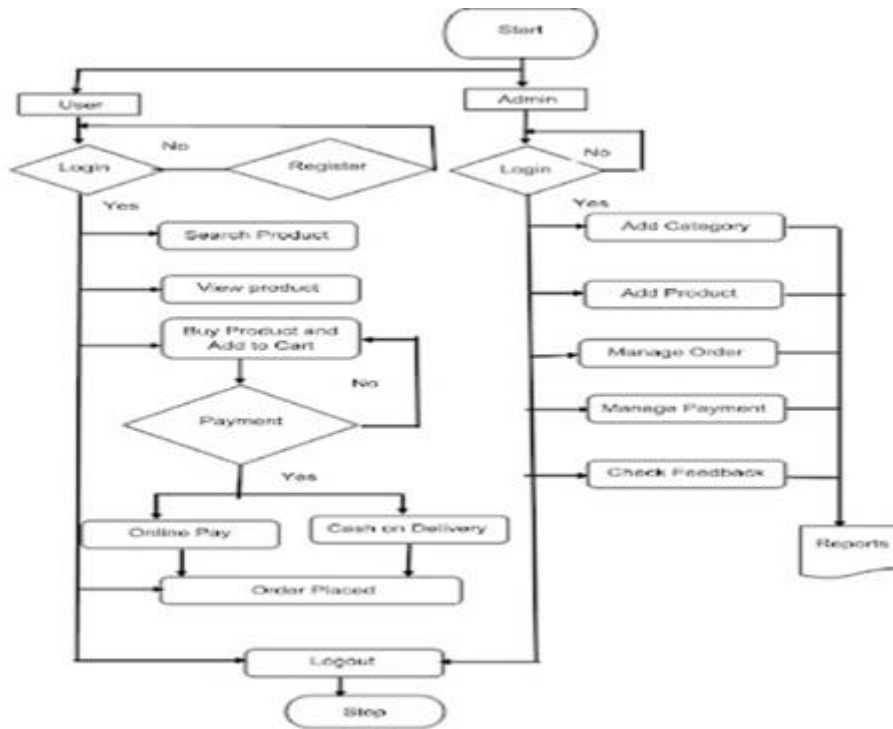 Start
User
Admin
Login
No
Register
Login
No
Yes
Yes
Search Product
Add Category
View product
Add Product
Buy Product and
Add to Cart
Manage Order
No
Payment
Manage Payment
Yes
Check Feedback
Online Pay
Cash on Delivery
Reports
Order Placed
Logout
Stop